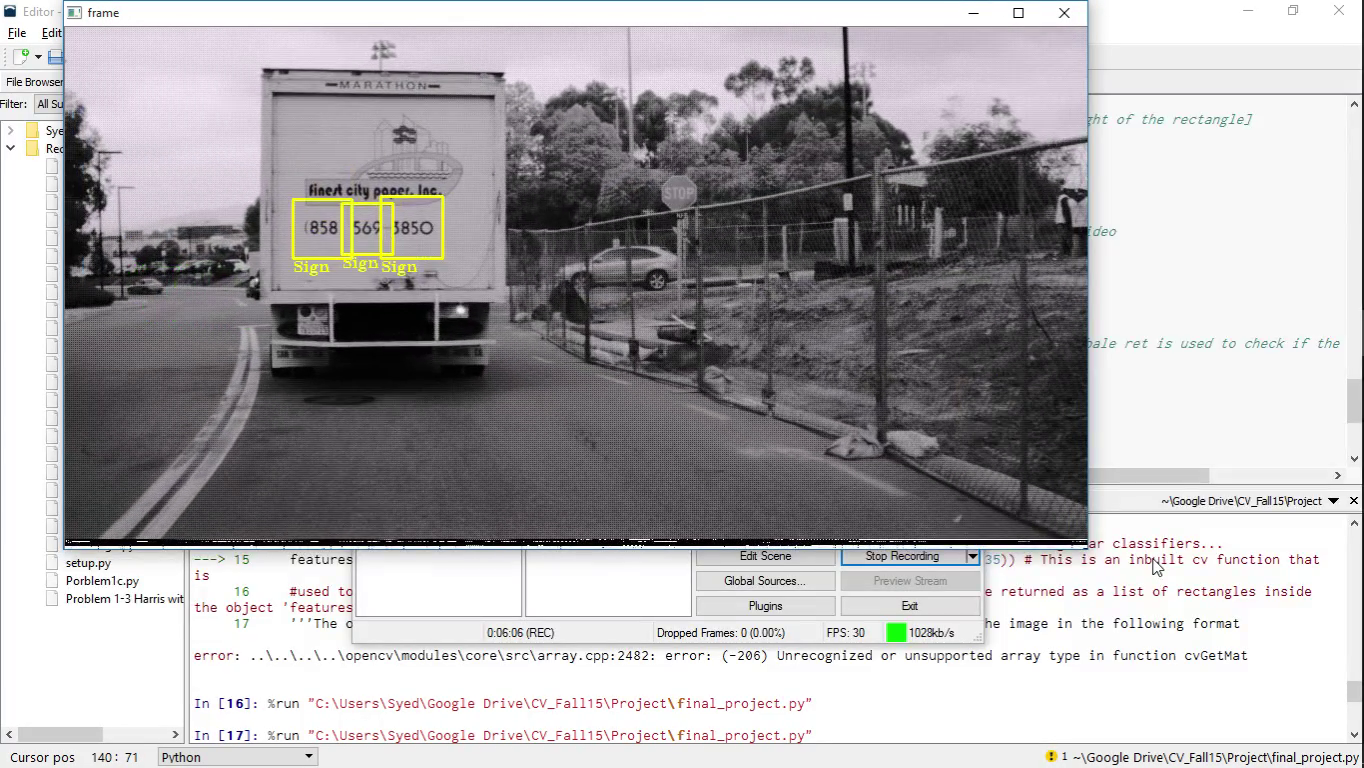 Editor -
frame
File Edit
File Browser
Filter: All Su
Sye
Rec
MARATHON
finest city paper, Inc.
(858) 569-3850
Sign Sign Sign
STOP
ght of the rectangle]
ideo
bale ret is used to check if the
~\Google Drive\CV_Fall15\Project
setup.py
Porblem1c.py
Problem 1-3 Harris wit
Edit Scene
Stop Recording
Global Sources...
Preview Stream
Plugins
Exit
0:06:06 (REC)
Dropped Frames: 0 (0.00%)
FPS: 30
1028kb/s
ar classifiers...
---> 15 features
35)) # This is an inbuilt cv function that
is
16 #used to
e returned as a list of rectangles inside
the object 'features
17 '''The o
he image in the following format
error: ..\..\..\..\opencv\modules\core\src\array.cpp:2482: error: (-206) Unrecognized or unsupported array type in function cvGetMat
In [16]: %run "C:\Users\Syed\Google Drive\CV_Fall15\Project\final_project.py"
In [17]: %run "C:\Users\Syed\Google Drive\CV_Fall15\Project\final_project.py"
Cursor pos 140: 71
Python
1 ~\Google Drive\CV_Fall15\Project\final_project.py